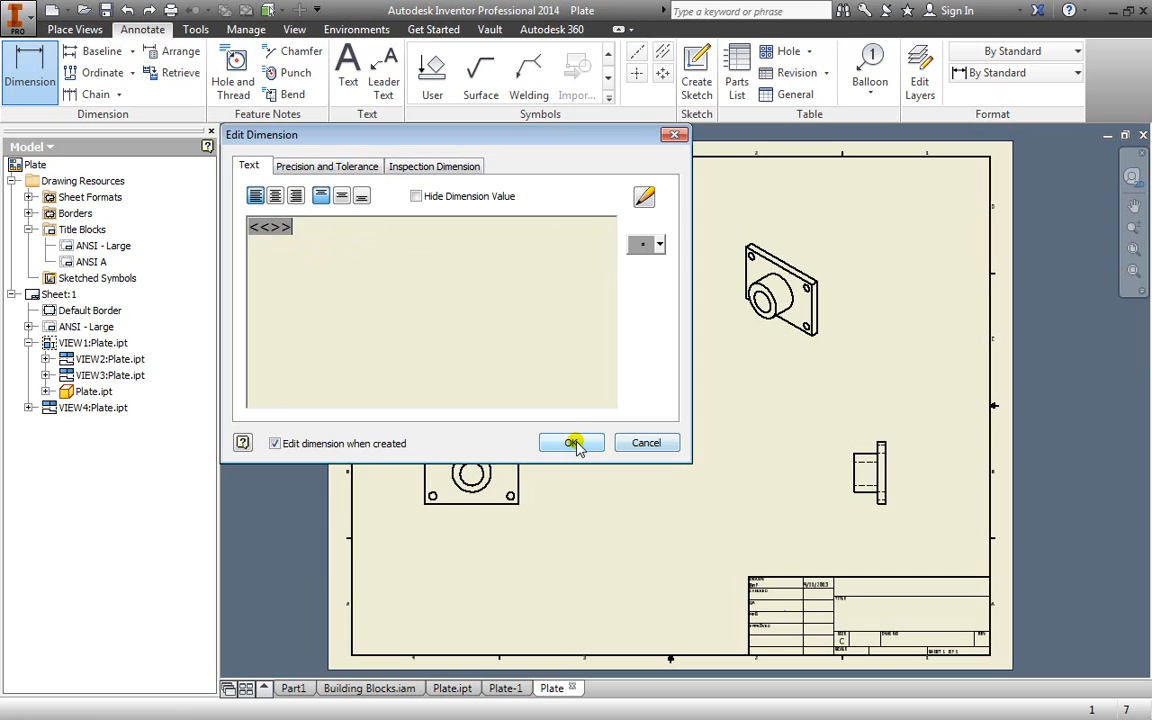 Autodesk Inventor Professional 2014 Plate
Type a keyword or phrase
Sign In
PRO
Place Views
Annotate
Tools
Manage
View
Environments
Get Started
Vault
Autodesk 360
Dimension
Baseline
Ordinate
Chain
Arrange
Retrieve
Dimension
Hole and Thread
Chamfer
Punch
Bend
Feature Notes
Text
Leader Text
Text
User
Surface
Welding
Impor...
Symbols
Create Sketch
Sketch
Parts List
Hole
Revision
General
Balloon
Table
Edit Layers
By Standard
By Standard
Format
Model
Plate
Drawing Resources
Sheet Formats
Borders
Title Blocks
ANSI - Large
ANSI A
Sketched Symbols
Sheet:1
Default Border
ANSI - Large
VIEW1:Plate.ipt
VIEW2:Plate.ipt
VIEW3:Plate.ipt
Plate.ipt
VIEW4:Plate.ipt
Edit Dimension
Text
Precision and Tolerance
Inspection Dimension
Hide Dimension Value
<<>>
Edit dimension when created
OK
Cancel
C
SHEET 1 OF 1
Part1
Building Blocks.iam
Plate.ipt
Plate-1
Plate
1
7